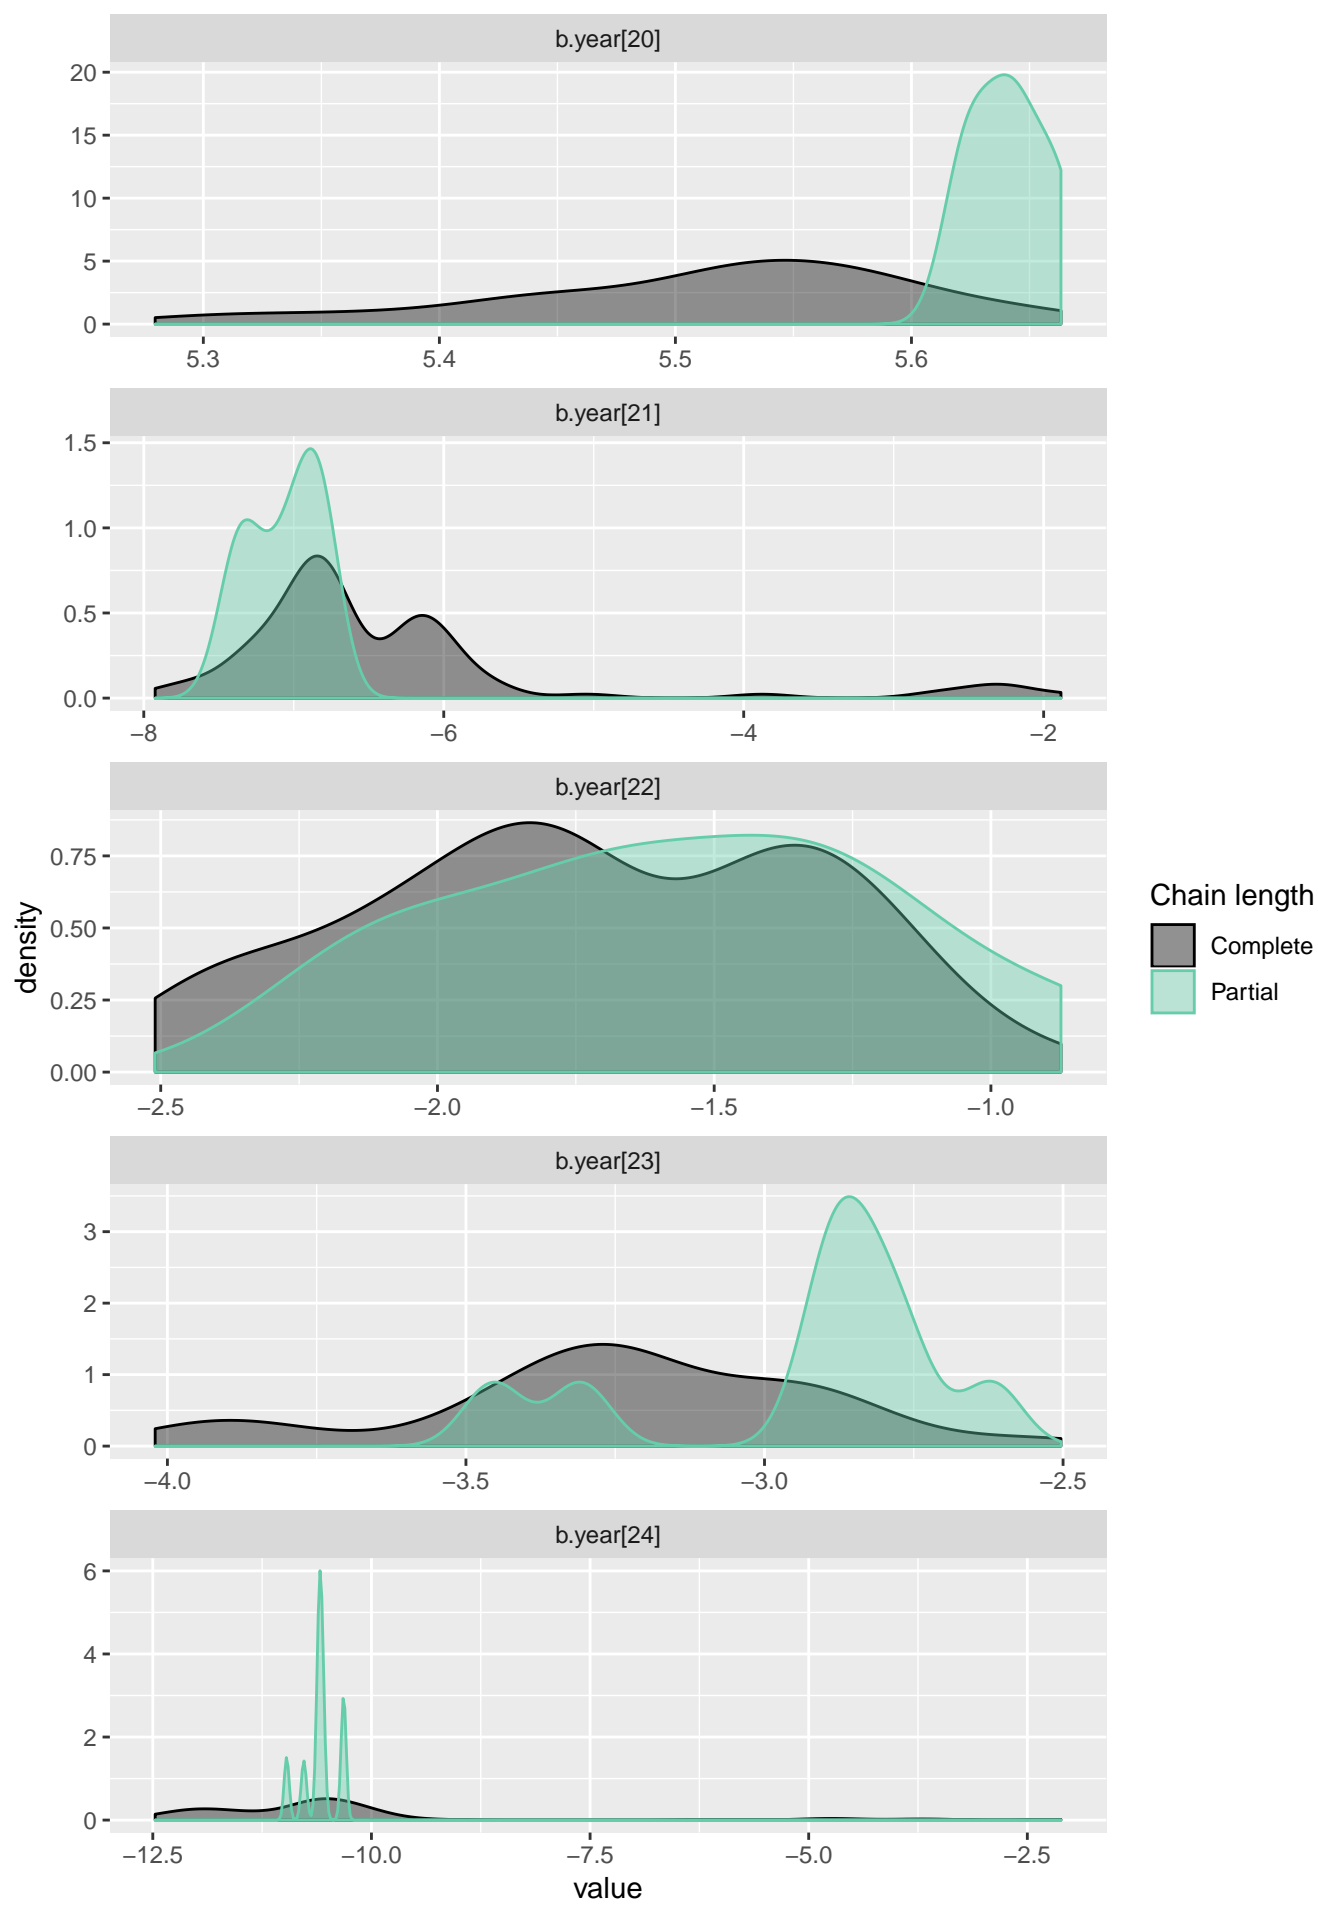 b.year[20]
20
15
10
5
0
5.3 5.4 5.5 5.6
b.year[21]
1.5
1.0
0.5
0.0
−8 −6 −4 −2
b.year[22]
0.75
0.50
0.25
0.00
−2.5 −2.0 −1.5 −1.0
density
Chain length
Complete
Partial
b.year[23]
3
2
1
0
−4.0 −3.5 −3.0 −2.5
b.year[24]
6
4
2
0
−12.5 −10.0 −7.5 −5.0 −2.5
value